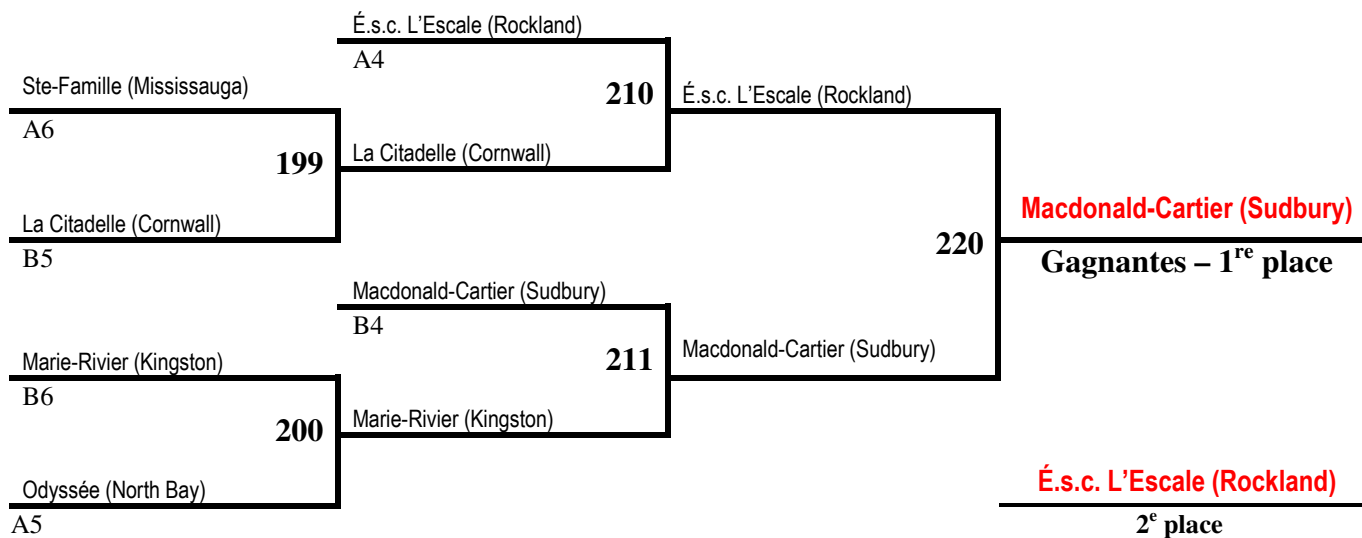 É.s.c. L'Escale (Rockland)
A4
Ste-Famille (Mississauga)
A6
210
É.s.c. L'Escale (Rockland)
199
La Citadelle (Cornwall)
La Citadelle (Cornwall)
B5
Macdonald-Cartier (Sudbury)
220
Gagnantes – 1re place
Macdonald-Cartier (Sudbury)
B4
Marie-Rivier (Kingston)
B6
211
Macdonald-Cartier (Sudbury)
200
Marie-Rivier (Kingston)
Odyssée (North Bay)
A5
É.s.c. L'Escale (Rockland)
2e place